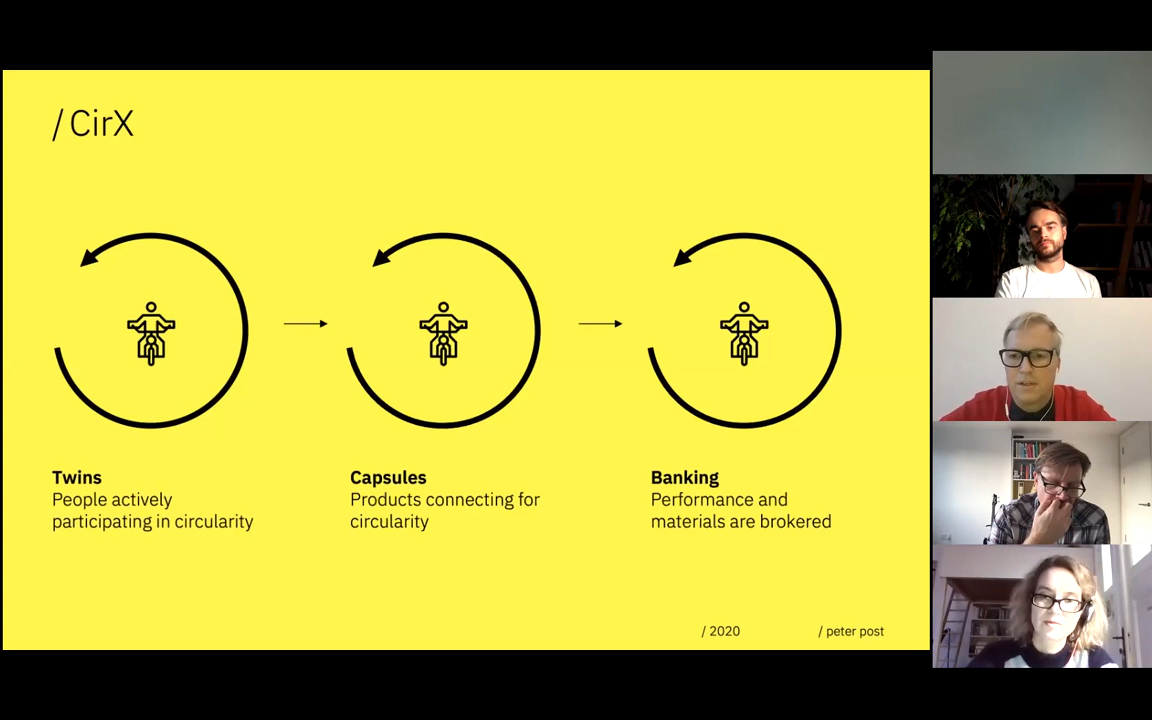 / CirX
Twins
People actively
participating in circularity
Capsules
Products connecting for
circularity
Banking
Performance and
materials are brokered
/ 2020
/ peter post